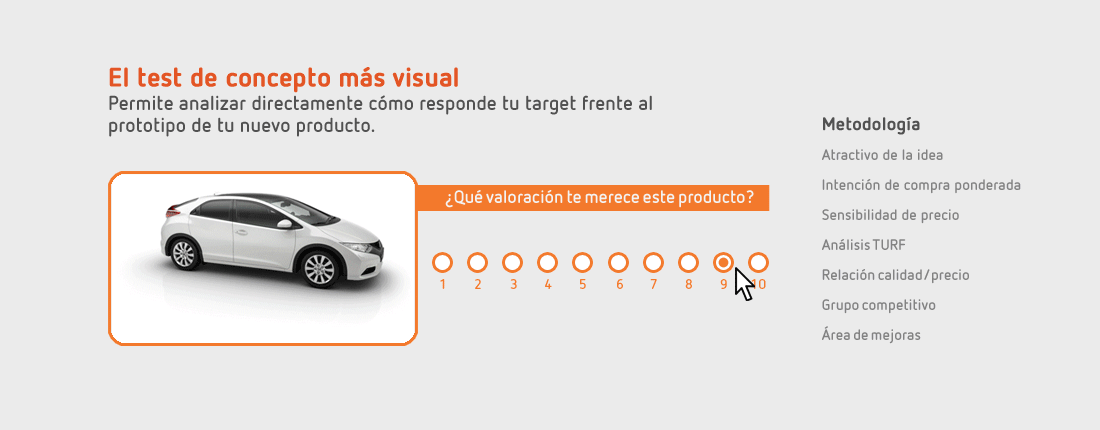 El test de concepto más visual
Permite analizar directamente cómo responde tu target frente al
prototipo de tu nuevo producto.
¿Qué valoración te merece este producto?
1 2 3 4 5 6 7 8 9 10
Metodología
Atractivo de la idea
Intención de compra ponderada
Sensibilidad de precio
Análisis TURF
Relación calidad/precio
Grupo competitivo
Área de mejoras